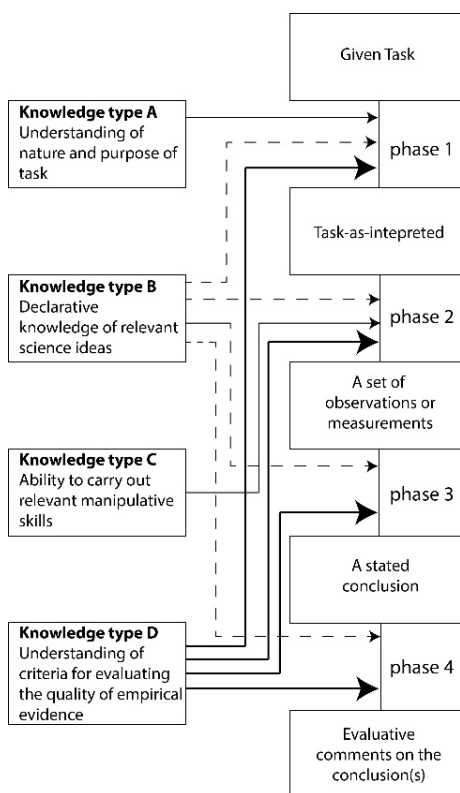 Given Task
Knowledge type A
Understanding of
nature and purpose of
task
phase 1
Task-as-intepreted
Knowledge type B
Declarative
knowledge of relevant
science ideas
phase 2
A set of
observations or
measurements
Knowledge type C
Ability to carry out
relevant manipulative
skills
phase 3
A stated
conclusion
Knowledge type D
Understanding of
criteria for evaluating
the quality of empirical
evidence
phase 4
Evaluative
comments on the
conclusion(s)